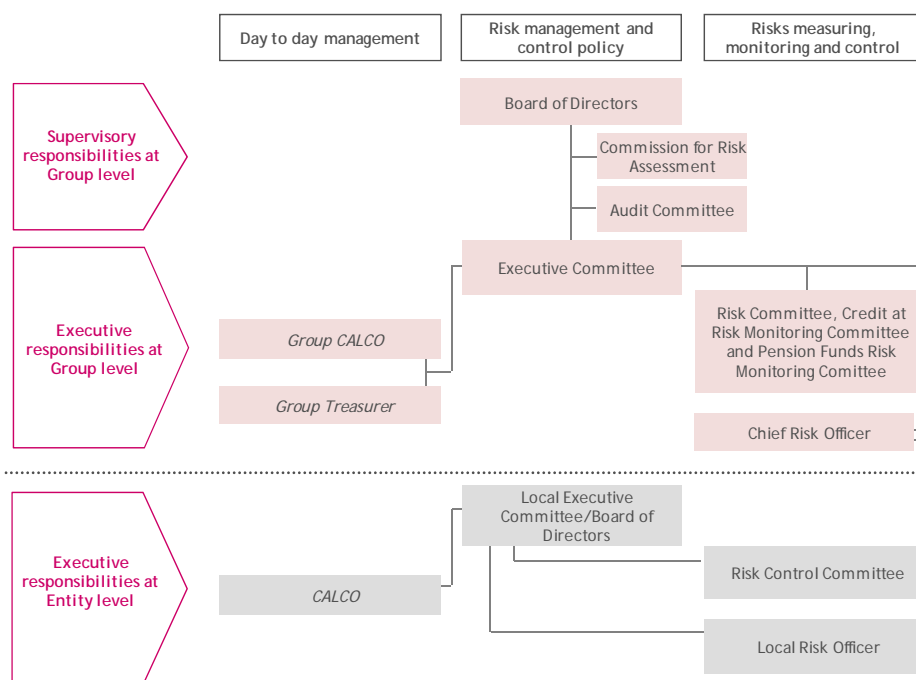 Day to day management
Risk management and
control policy
Risks measuring,
monitoring and control
Supervisory
responsibilities at
Group level
Board of Directors
Commission for Risk
Assessment
Audit Committee
Executive
responsibilities at
Group level
Executive Committee
Group CALCO
Group Treasurer
Risk Committee, Credit at
Risk Monitoring Committee
and Pension Funds Risk
Monitoring Comittee
Chief Risk Officer
Executive
responsibilities at
Entity level
Local Executive
Committee/Board of
Directors
CALCO
Risk Control Committee
Local Risk Officer